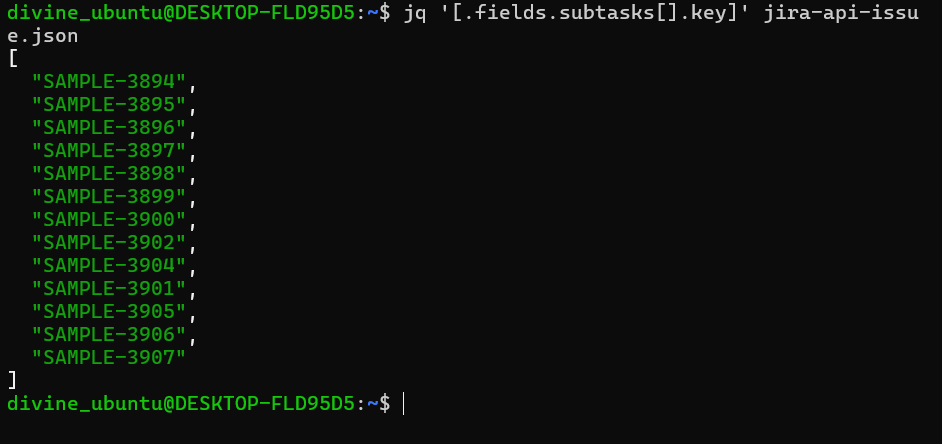 divine_ubuntu@DESKTOP-FLD95D5:~$ jq '[.fields.subtasks[].key]' jira-api-issu
e.json
[
  "SAMPLE-3894",
  "SAMPLE-3895",
  "SAMPLE-3896",
  "SAMPLE-3897",
  "SAMPLE-3898",
  "SAMPLE-3899",
  "SAMPLE-3900",
  "SAMPLE-3902",
  "SAMPLE-3904",
  "SAMPLE-3901",
  "SAMPLE-3905",
  "SAMPLE-3906",
  "SAMPLE-3907"
]
divine_ubuntu@DESKTOP-FLD95D5:~$